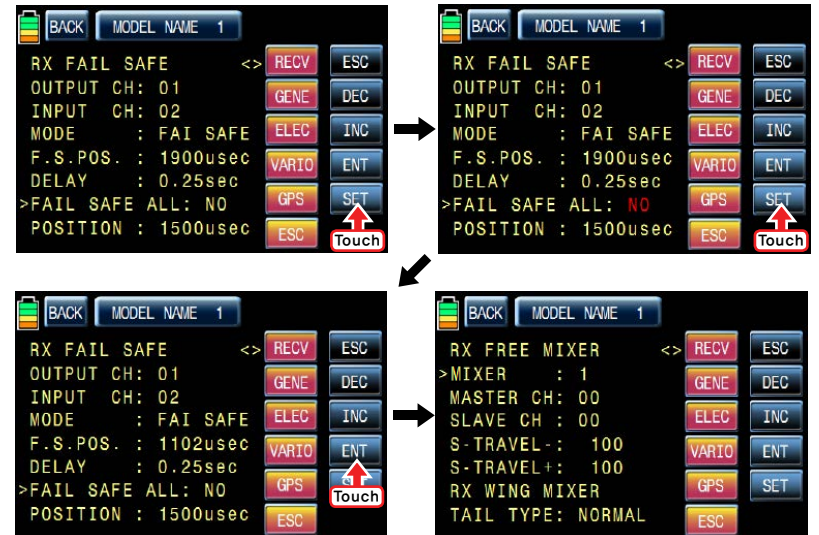 BACK MODEL NAME 1
RX FAIL SAFE <> RECV ESC
OUTPUT CH: 01
GENE DEC
INPUT CH: 02
MODE : FAI SAFE ELEC INC
F.S.POS. : 1900usec
VARIO ENT
DELAY : 0.25sec
>FAIL SAFE ALL: NO GPS SET
POSITION : 1500usec ESC
Touch
BACK MODEL NAME 1
RX FAIL SAFE <> RECV ESC
OUTPUT CH: 01
GENE DEC
INPUT CH: 02
MODE : FAI SAFE ELEC INC
F.S.POS. : 1900usec
VARIO ENT
DELAY : 0.25sec
>FAIL SAFE ALL: NO GPS SET
POSITION : 1500usec ESC
Touch
BACK MODEL NAME 1
RX FAIL SAFE <> RECV ESC
OUTPUT CH: 01
GENE DEC
INPUT CH: 02
MODE : FAI SAFE ELEC INC
F.S.POS. : 1102usec
VARIO ENT
DELAY : 0.25sec
>FAIL SAFE ALL: NO GPS
Touch
POSITION : 1500usec ESC
BACK MODEL NAME 1
RX FREE MIXER <> RECV ESC
>MIXER : 1
GENE DEC
MASTER CH: 00
SLAVE CH : 00 ELEC INC
S-TRAVEL-: 100
VARIO ENT
S-TRAVEL+: 100
RX WING MIXER GPS SET
TAIL TYPE: NORMAL ESC